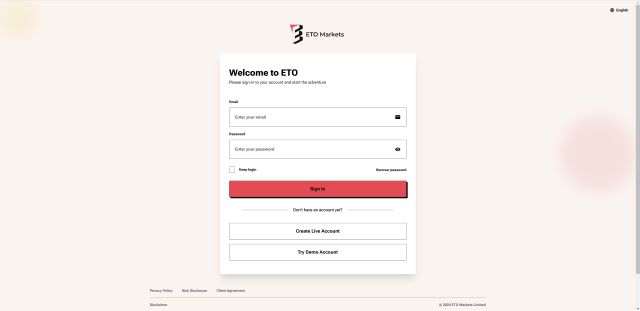 English
ETO Markets
Welcome to ETO
Please sign-in to your account and start the adventure
Email
Enter your email
Password
Enter your password
Keep login
Recover password
Sign in
Don't have an account yet?
Create Live Account
Try Demo Account
Privacy Policy
Risk Disclosure
Client Agreement
Disclaimer
© 2024 ETO Markets Limited